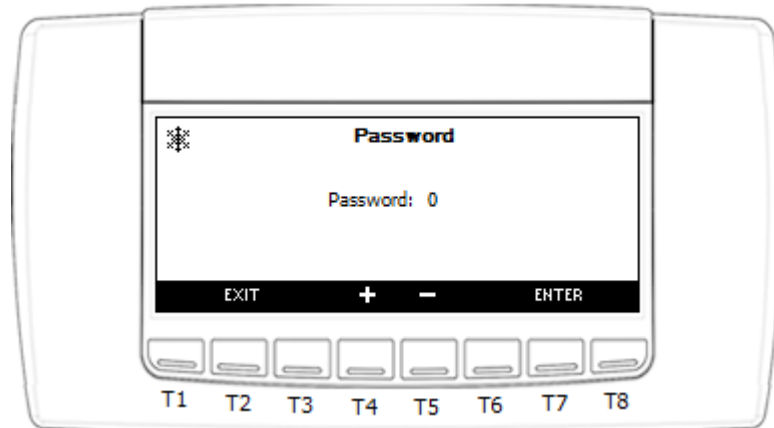 Password
Password: 0
EXIT + − ENTER
T1 T2 T3 T4 T5 T6 T7 T8